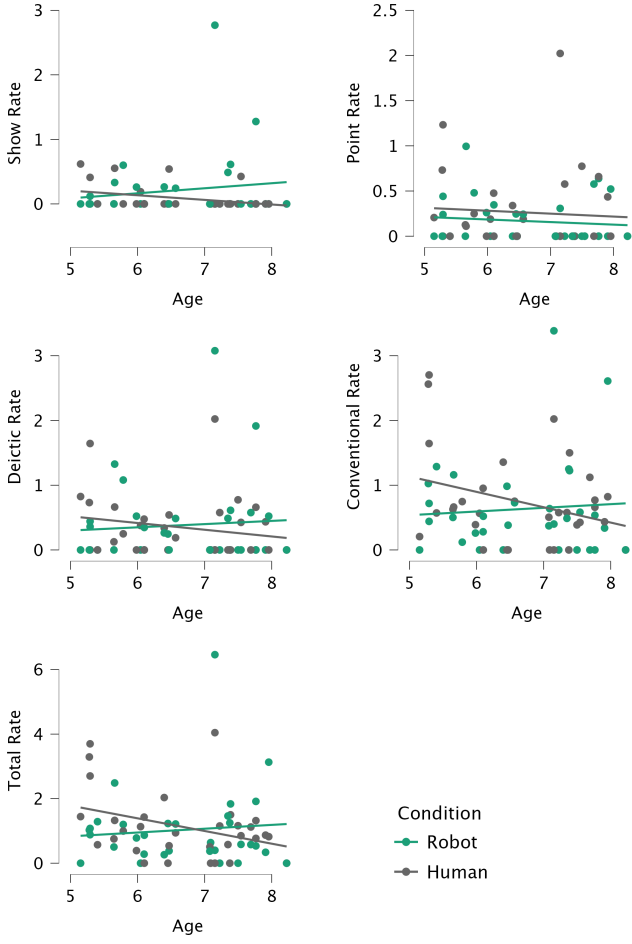 3
2
1
0
Show Rate
5 6 7 8
Age
2.5
2
1.5
1
0.5
0
Point Rate
5 6 7 8
Age
3
2
1
0
Deictic Rate
5 6 7 8
Age
3
2
1
0
Conventional Rate
5 6 7 8
Age
6
4
2
0
Total Rate
5 6 7 8
Age
Condition
Robot
Human